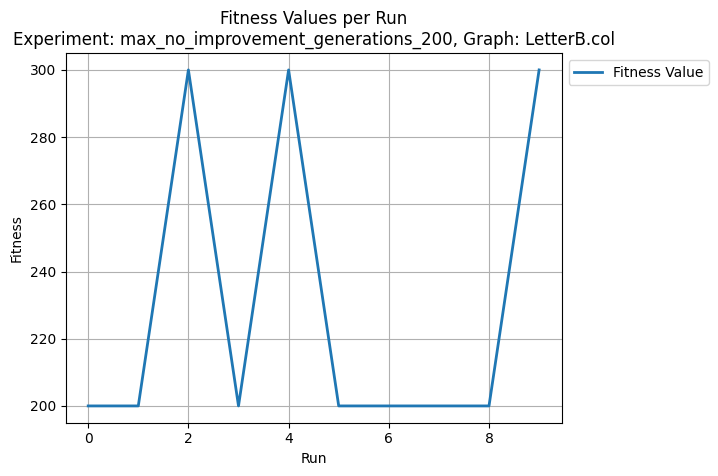 Fitness Values per Run
Experiment: max_no_improvement_generations_200, Graph: LetterB.col
Fitness Value
Fitness
300
280
260
240
220
200
0 2 4 6 8
Run